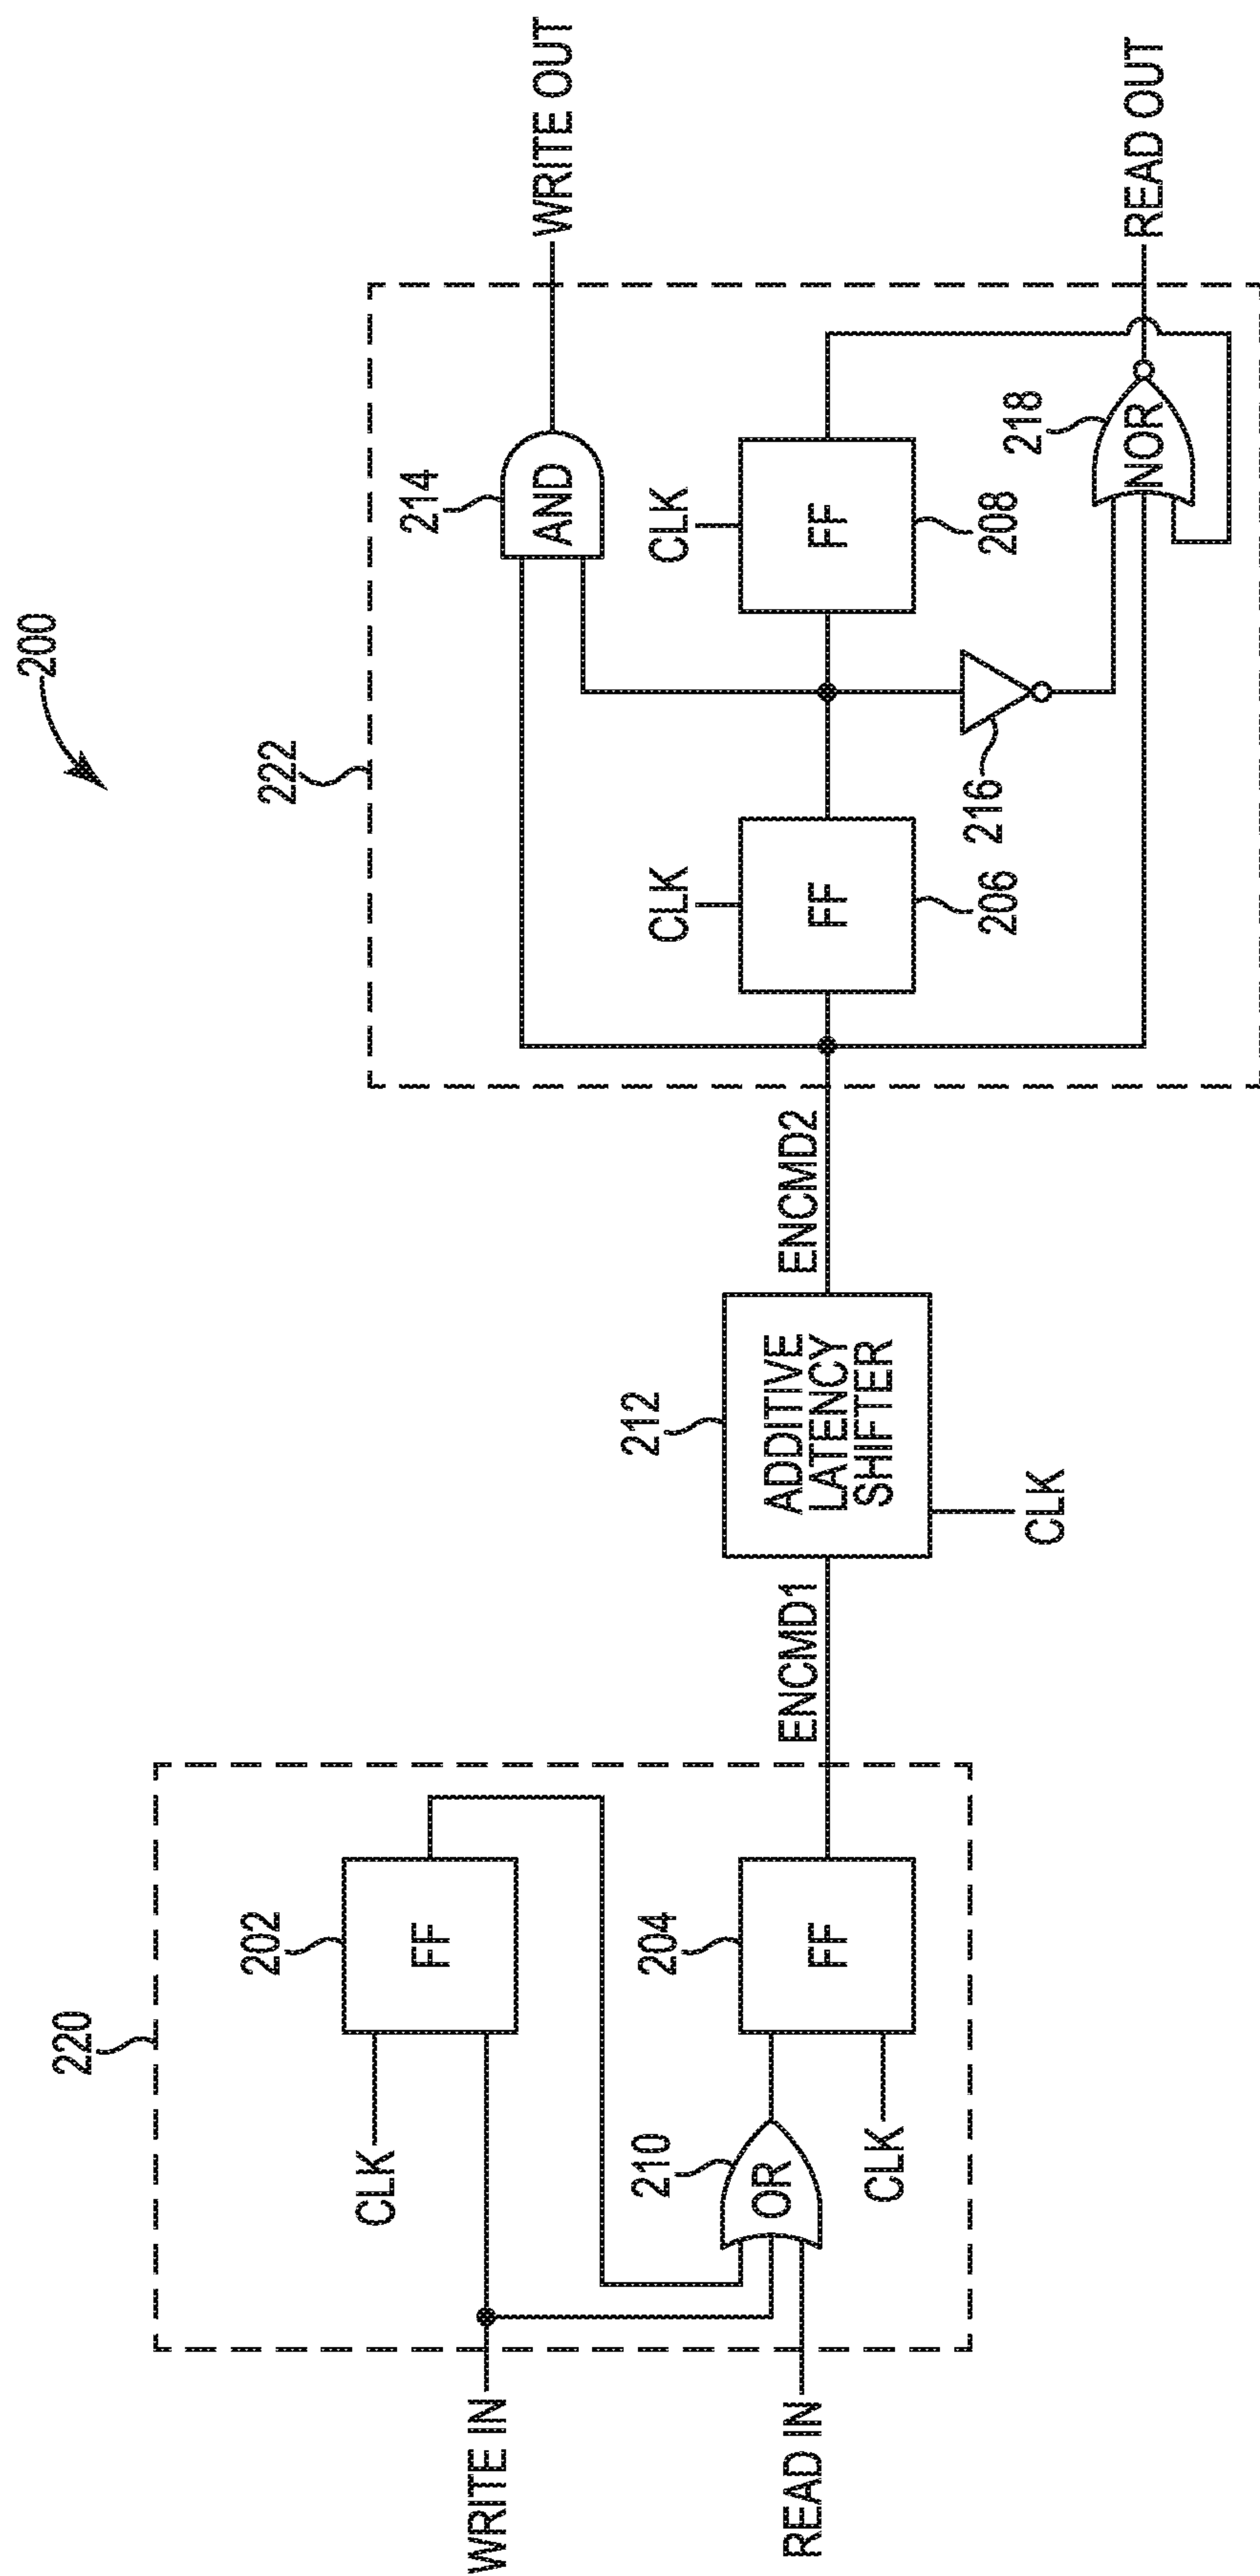 200
220
202
FF
CLK
WRITE IN
210
OR
204
FF
CLK
READ IN
ENCMD1
212
ADDITIVE
LATENCY
SHIFTER
CLK
ENCMD2
222
214
AND
WRITE OUT
CLK
FF
206
CLK
FF
208
216
218
NOR
READ OUT